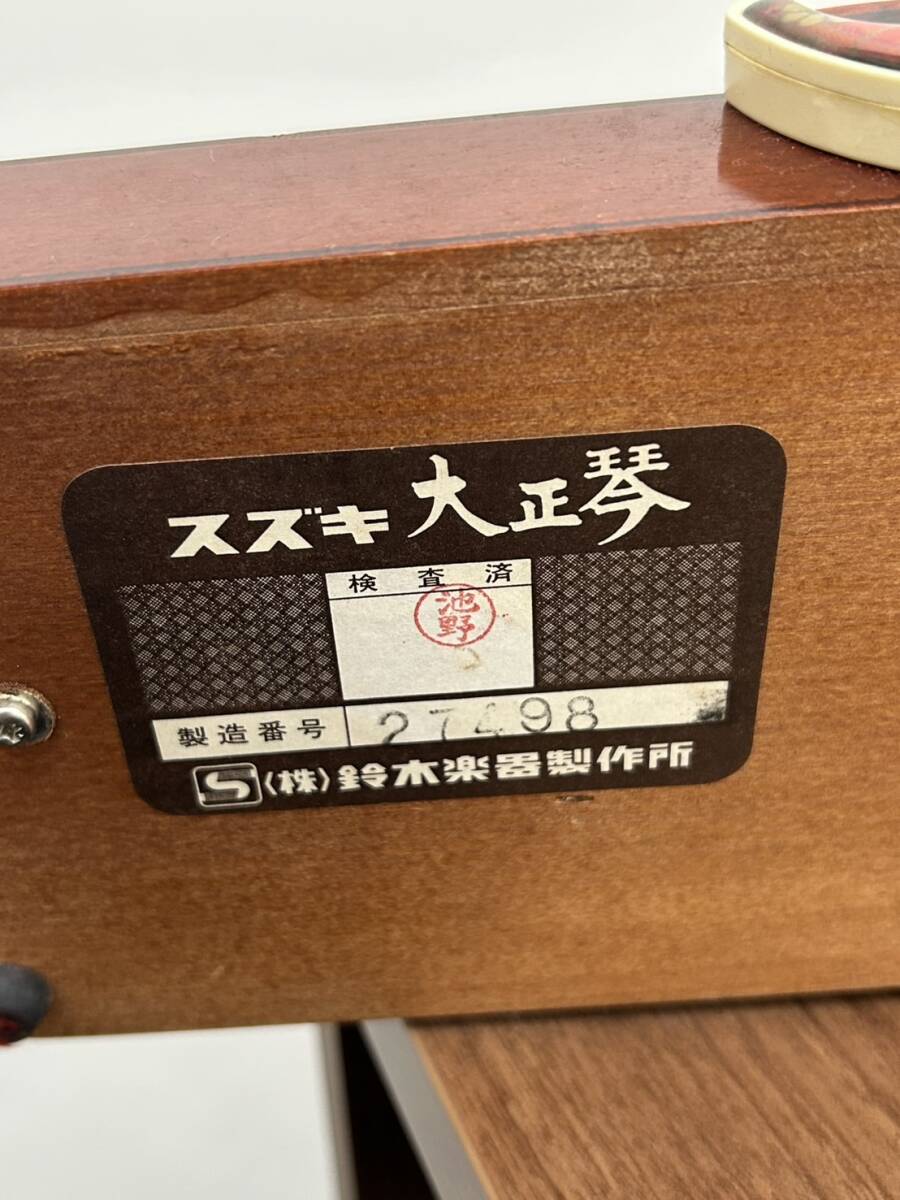 スズキ 大正琴
検査済
池野
製造番号 27498
S 〈株〉鈴木楽器製作所